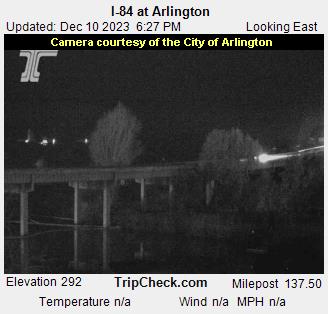 I-84 at Arlington
Updated: Dec 10 2023 6:27 PM Looking East
Camera courtesy of the City of Arlington
Elevation 292 TripCheck.com Milepost 137.50
Temperature n/a Wind n/a MPH n/a